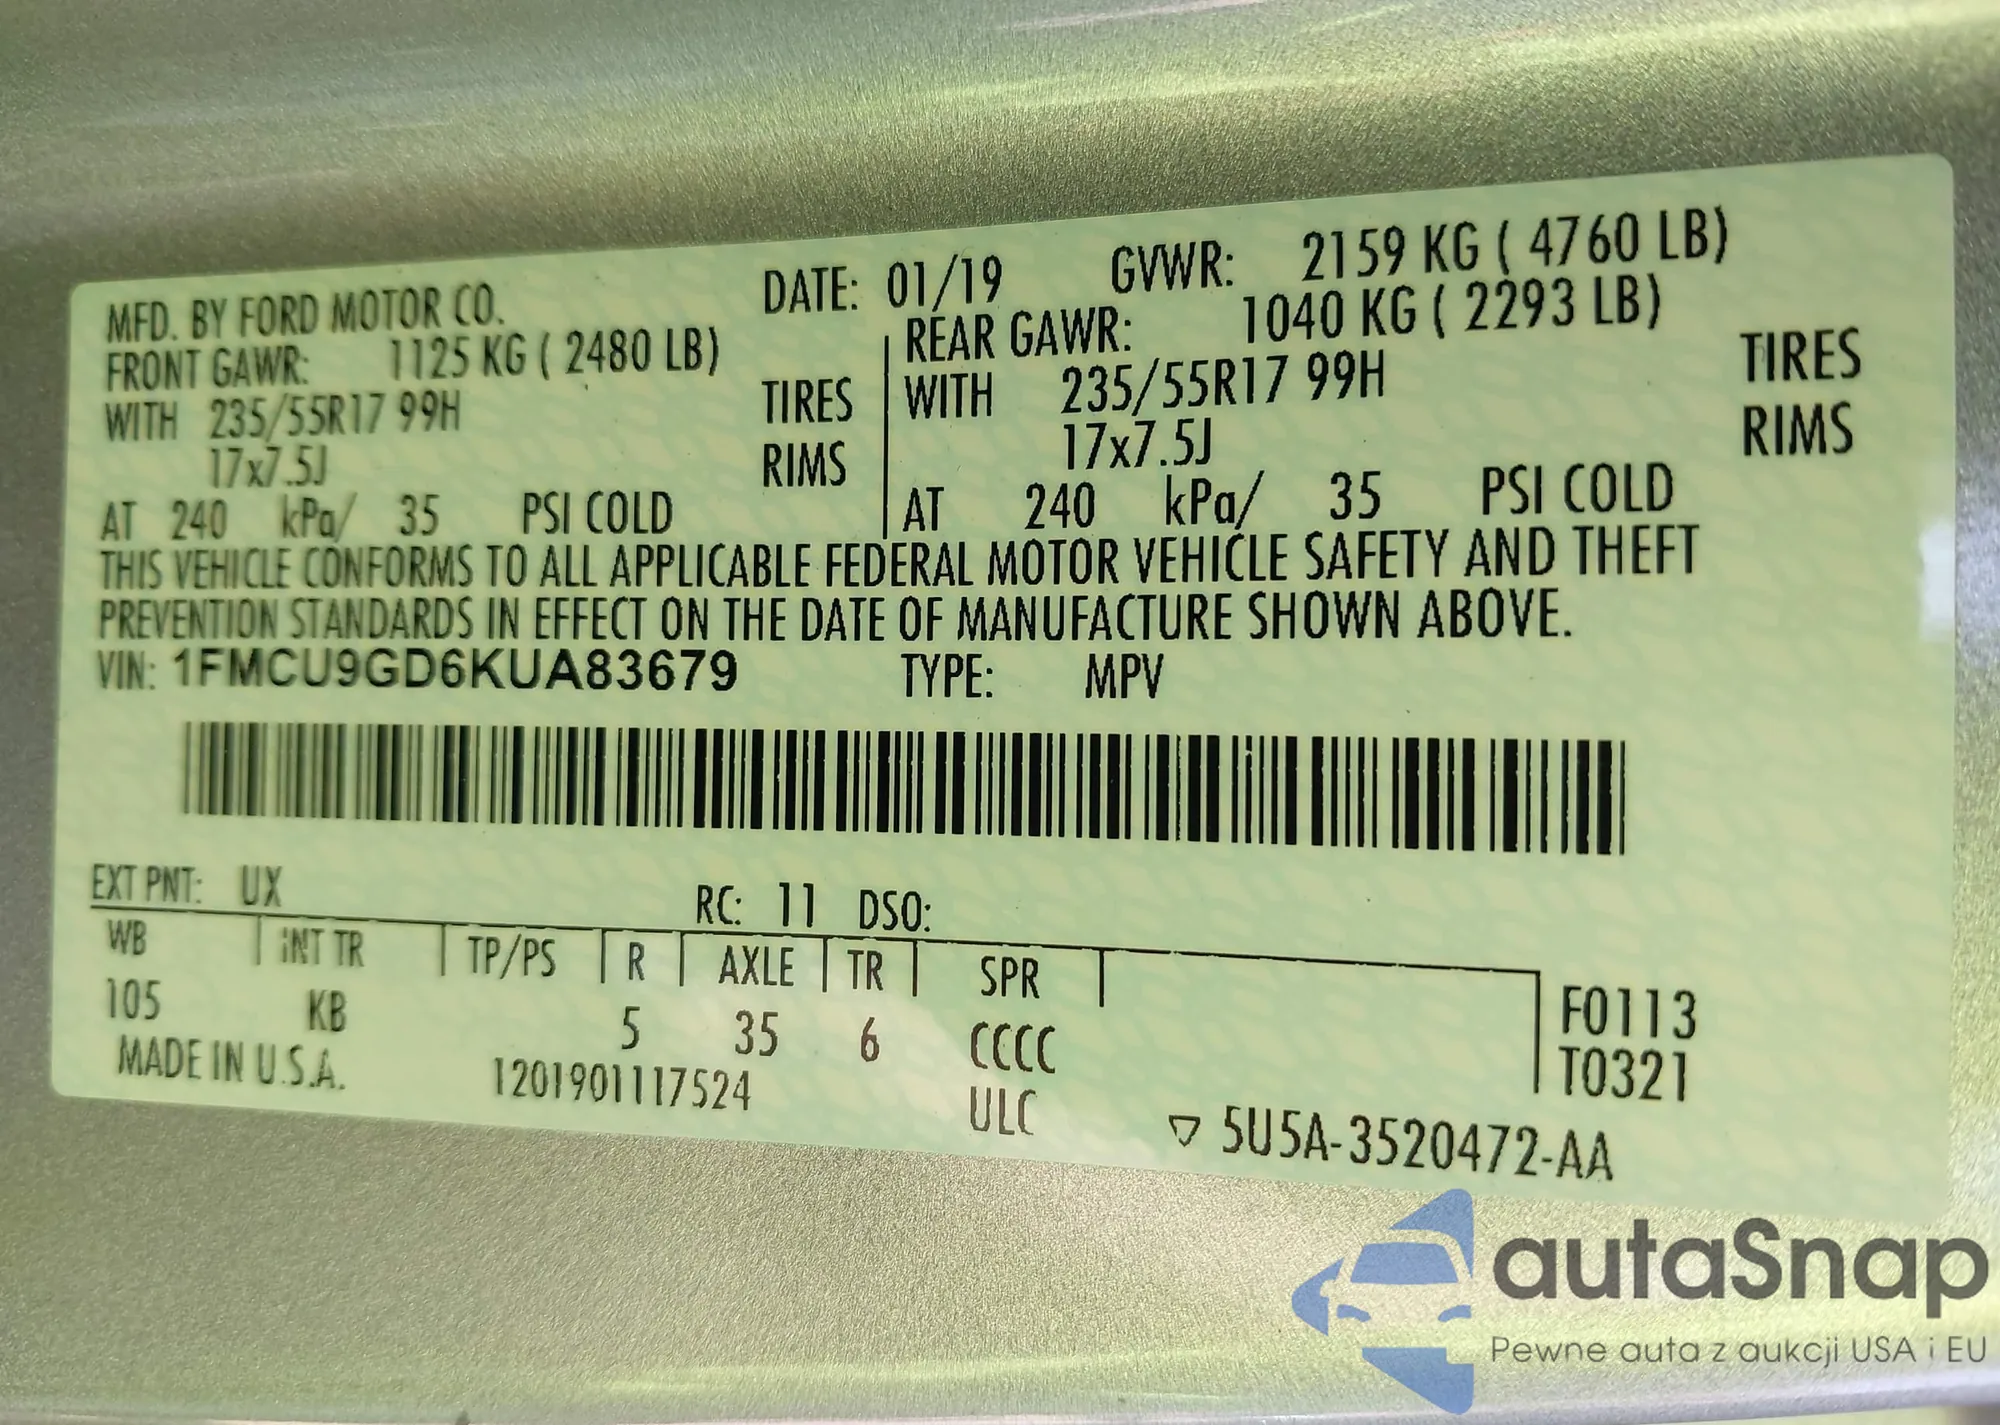 MFD. BY FORD MOTOR CO. DATE: 01/19 GVWR: 2159 KG ( 4760 LB)
FRONT GAWR: 1125 KG ( 2480 LB) REAR GAWR: 1040 KG ( 2293 LB)
WITH 235/55R17 99H TIRES WITH 235/55R17 99H TIRES
17x7.5J RIMS 17x7.5J RIMS
AT 240 kPa/ 35 PSI COLD AT 240 kPa/ 35 PSI COLD
THIS VEHICLE CONFORMS TO ALL APPLICABLE FEDERAL MOTOR VEHICLE SAFETY AND THEFT
PREVENTION STANDARDS IN EFFECT ON THE DATE OF MANUFACTURE SHOWN ABOVE.
VIN: 1FMCU9GD6KUA83679 TYPE: MPV
EXT PNT: UX RC: 11 DSO:
WB INT TR TP/PS R AXLE TR SPR
105 KB 5 35 6 CCCC F0113
MADE IN U.S.A. 1201901117524 ULC T0321
▽ 5U5A-3520472-AA
autaSnap
Pewne auta z aukcji USA i EU